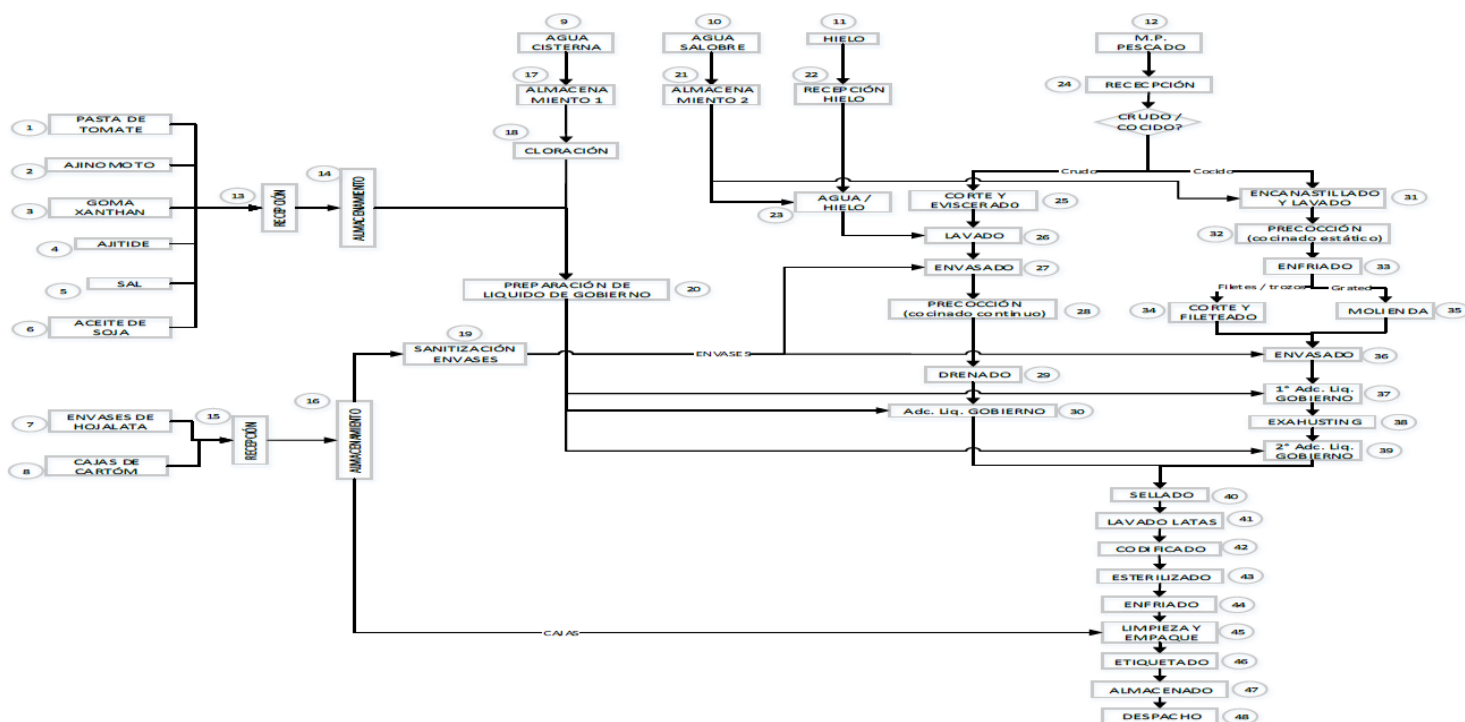 9
10
11
12
AGUA
CISTERNA
AGUA
SALOBRE
HIELO
M.P.
PESCADO
17
21
22
24
ALMACENA
MIENTO 1
ALMACENA
MIENTO 2
RECEPCIÓN
HIELO
RECECPCIÓN
1
PASTA DE
TOMATE
18
CLORACIÓN
CRUDO /
COCIDO?
2
AJINOMOTO
13
RECEPCIÓN
14
ALMACENAMIENTO
Crudo
Cocido
3
GOMA
XANTHAN
23
AGUA /
HIELO
CORTE Y
EVISCERADO
25
ENCANASTILLADO
Y LAVADO
31
4
AJITIDE
LAVADO
26
32
PRECOCCIÓN
(cocinado estático)
5
SAL
ENVASADO
27
ENFRIADO
33
PREPARACIÓN DE
LIQUIDO DE GOBIERNO
20
Filetes / trozos
Grated
6
ACEITE DE
SOJA
PRECOCCIÓN
(cocinado continuo)
28
34
CORTE Y
FILETEADO
MOLIENDA
35
19
SANITIZACIÓN
ENVASES
ENVASES
ENVASADO
36
DRENADO
29
1° Adc. Liq.
GOBIERNO
37
7
ENVASES DE
HOJALATA
15
RECEPCIÓN
16
ALMACENAMIENTO
Adc. Liq. GOBIERNO
30
EXAHUSTING
38
8
CAJAS DE
CARTÓM
2° Adc. Liq.
GOBIERNO
39
SELLADO
40
LAVADO LATAS
41
CODIFICADO
42
ESTERILIZADO
43
ENFRIADO
44
CAJAS
LIMPIEZA Y
EMPAQUE
45
ETIQUETADO
46
ALMACENADO
47
DESPACHO
48